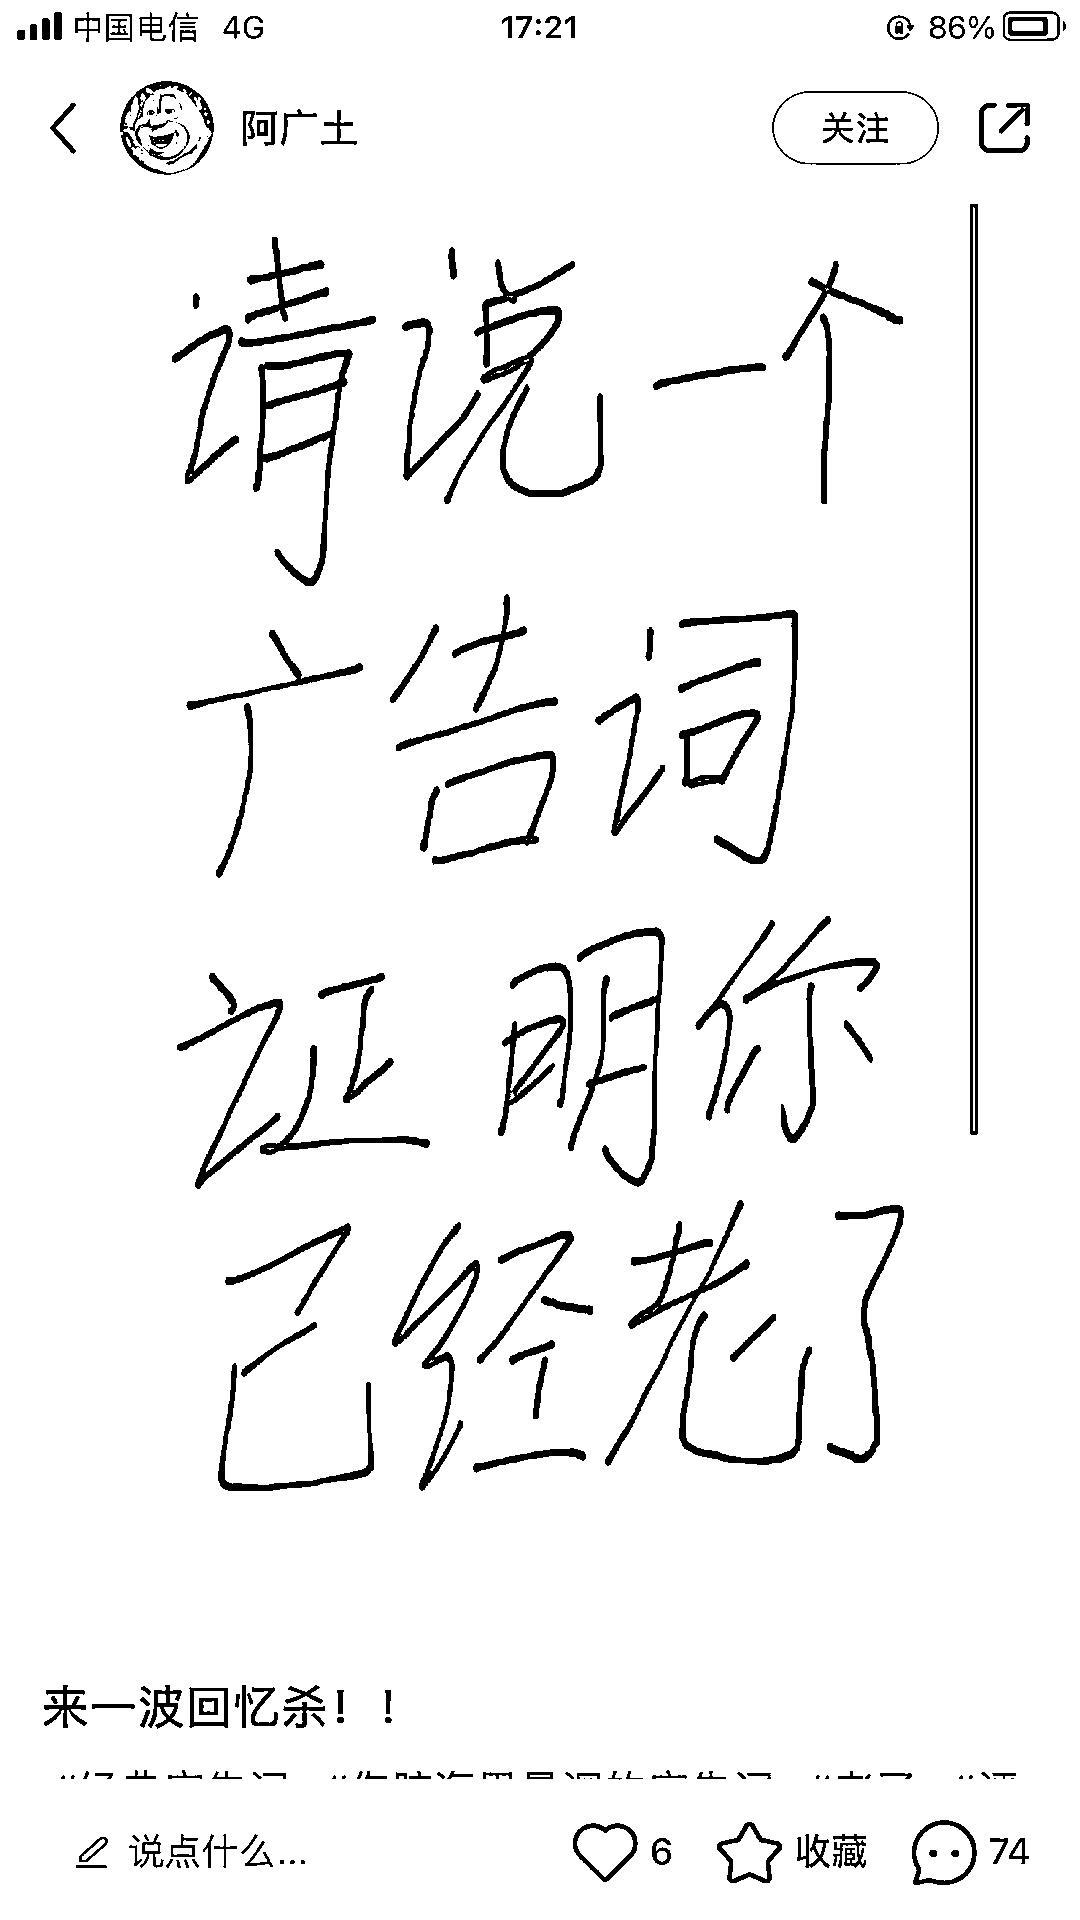 中国电信 4G 17:21 86%
阿广土 关注
请说一个
广告词
证明你
已经老了
来一波回忆杀！！
说点什么... 6 收藏 74